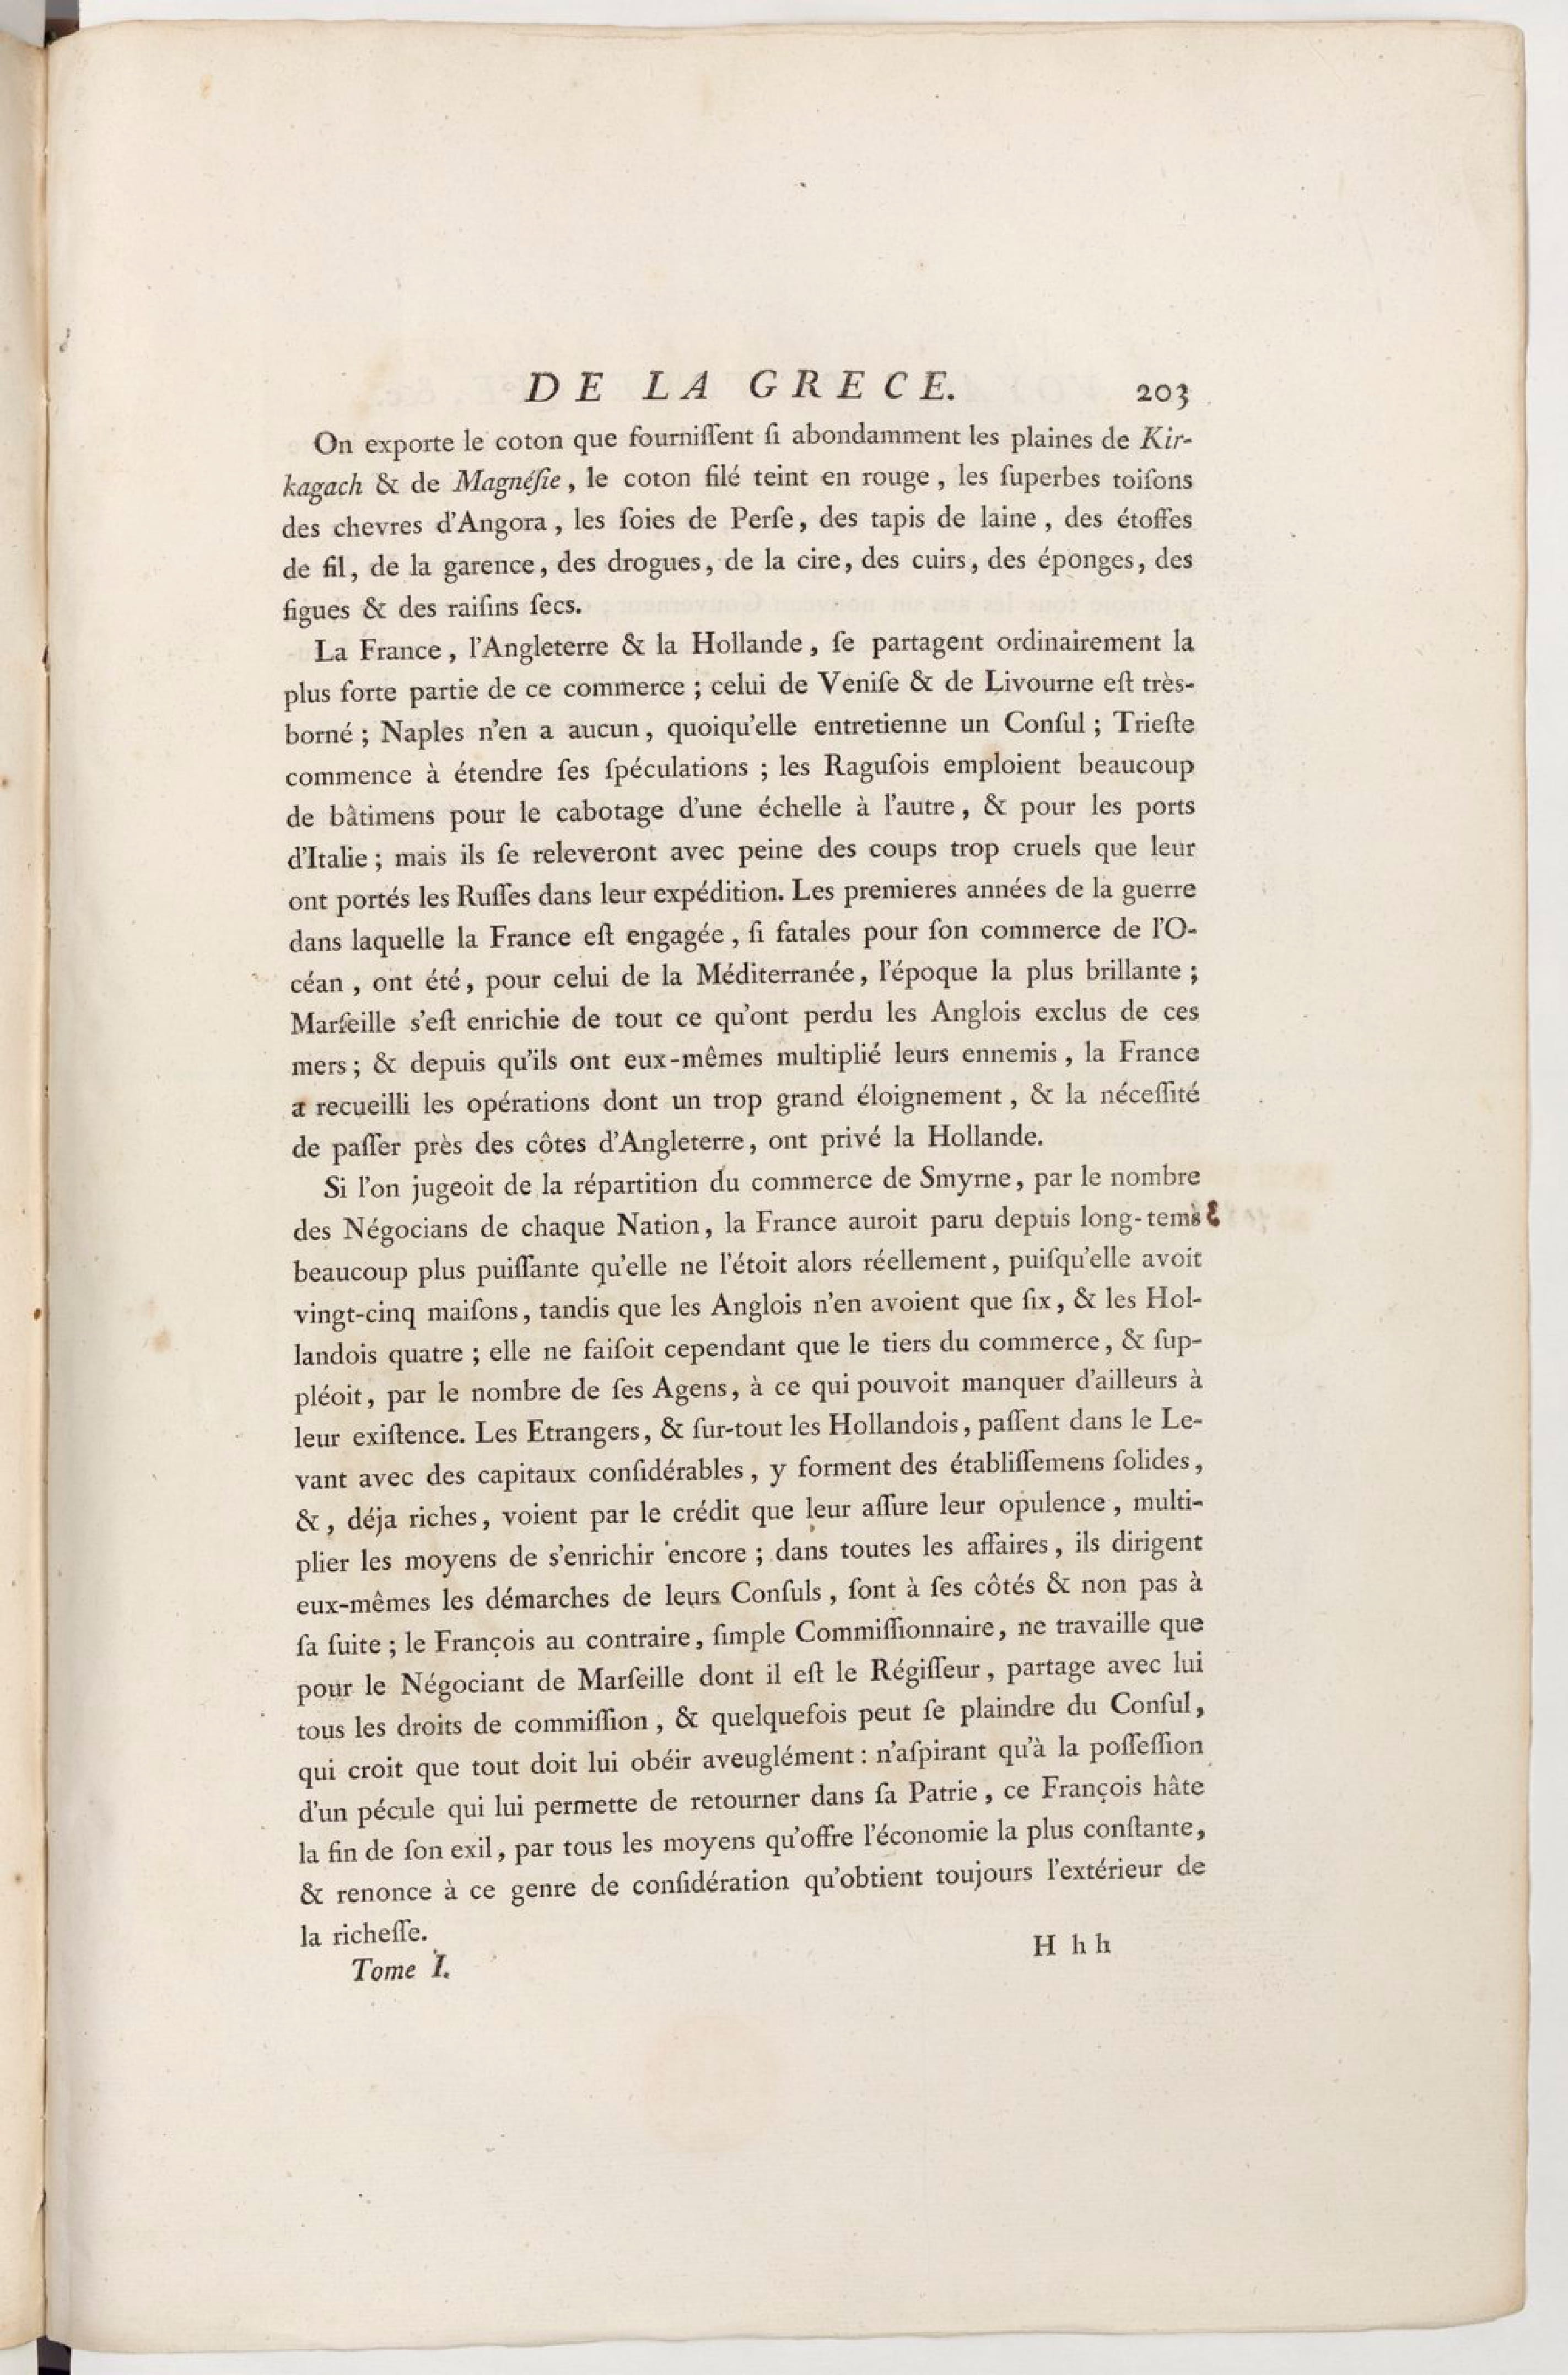 DE LA GRECE. 203
On exporte le coton que fourniſſent ſi abondamment les plaines de Kir-
kagach & de Magnéſie, le coton filé teint en rouge, les ſuperbes toiſons
des chevres d'Angora, les ſoies de Perſe, des tapis de laine, des étoffes
de fil, de la garence, des drogues, de la cire, des cuirs, des éponges, des
figues & des raiſins ſecs.
La France, l'Angleterre & la Hollande, ſe partagent ordinairement la
plus forte partie de ce commerce ; celui de Veniſe & de Livourne eſt très-
borné ; Naples n'en a aucun, quoiqu'elle entretienne un Conſul ; Trieſte
commence à étendre ſes ſpéculations ; les Raguſois emploient beaucoup
de bâtimens pour le cabotage d'une échelle à l'autre, & pour les ports
d'Italie ; mais ils ſe releveront avec peine des coups trop cruels que leur
ont portés les Ruſſes dans leur expédition. Les premieres années de la guerre
dans laquelle la France eſt engagée, ſi fatales pour ſon commerce de l'O-
céan, ont été, pour celui de la Méditerranée, l'époque la plus brillante ;
Marſeille s'eſt enrichie de tout ce qu'ont perdu les Anglois exclus de ces
mers ; & depuis qu'ils ont eux-mêmes multiplié leurs ennemis, la France
a recueilli les opérations dont un trop grand éloignement, & la néceſſité
de paſſer près des côtes d'Angleterre, ont privé la Hollande.
Si l'on jugeoit de la répartition du commerce de Smyrne, par le nombre
des Négocians de chaque Nation, la France auroit paru depuis long-tems
beaucoup plus puiſſante qu'elle ne l'étoit alors réellement, puiſqu'elle avoit
vingt-cinq maiſons, tandis que les Anglois n'en avoient que ſix, & les Hol-
landois quatre ; elle ne faiſoit cependant que le tiers du commerce, & ſup-
pléoit, par le nombre de ſes Agens, à ce qui pouvoit manquer d'ailleurs à
leur exiſtence. Les Etrangers, & ſur-tout les Hollandois, paſſent dans le Le-
vant avec des capitaux conſidérables, y forment des établiſſemens ſolides,
&, déja riches, voient par le crédit que leur aſſure leur opulence, multi-
plier les moyens de s'enrichir encore ; dans toutes les affaires, ils dirigent
eux-mêmes les démarches de leurs Conſuls, ſont à ſes côtés & non pas à
ſa ſuite ; le François au contraire, ſimple Commiſſionnaire, ne travaille que
pour le Négociant de Marſeille dont il eſt le Régiſſeur, partage avec lui
tous les droits de commiſſion, & quelquefois peut ſe plaindre du Conſul,
qui croit que tout doit lui obéir aveuglément : n'aſpirant qu'à la poſſeſſion
d'un pécule qui lui permette de retourner dans ſa Patrie, ce François hâte
la fin de ſon exil, par tous les moyens qu'offre l'économie la plus conſtante,
& renonce à ce genre de conſidération qu'obtient toujours l'extérieur de
la richeſſe.
Tome I. H h h